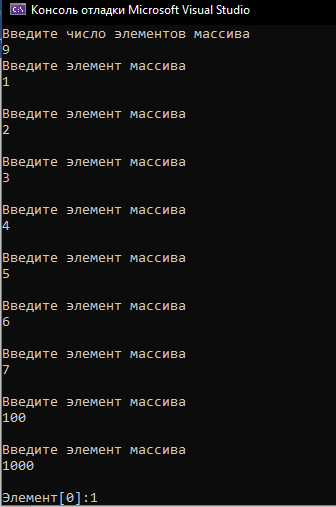 Консоль отладки Microsoft Visual Studio
Введите число элементов массива
9
Введите элемент массива
1
Введите элемент массива
2
Введите элемент массива
3
Введите элемент массива
4
Введите элемент массива
5
Введите элемент массива
6
Введите элемент массива
7
Введите элемент массива
100
Введите элемент массива
1000
Элемент[0]:1